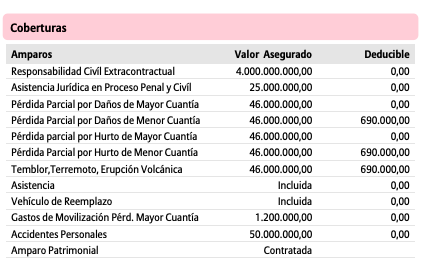 Coberturas
Amparos Valor Asegurado Deducible
Responsabilidad Civíl Extracontractual 4.000.000.000,00 0,00
Asistencia Jurídica en Proceso Penal y Civíl 25.000.000,00 0,00
Pérdida Parcial por Daños de Mayor Cuantía 46.000.000,00 0,00
Pérdida Parcial por Daños de Menor Cuantía 46.000.000,00 690.000,00
Pérdida parcial por Hurto de Mayor Cuantía 46.000.000,00 0,00
Pérdida Parcial por Hurto de Menor Cuantía 46.000.000,00 690.000,00
Temblor,Terremoto, Erupción Volcánica 46.000.000,00 690.000,00
Asistencia Incluida 0,00
Vehículo de Reemplazo Incluida 0,00
Gastos de Movilización Pérd. Mayor Cuantía 1.200.000,00 0,00
Accidentes Personales 50.000.000,00 0,00
Amparo Patrimonial Contratada